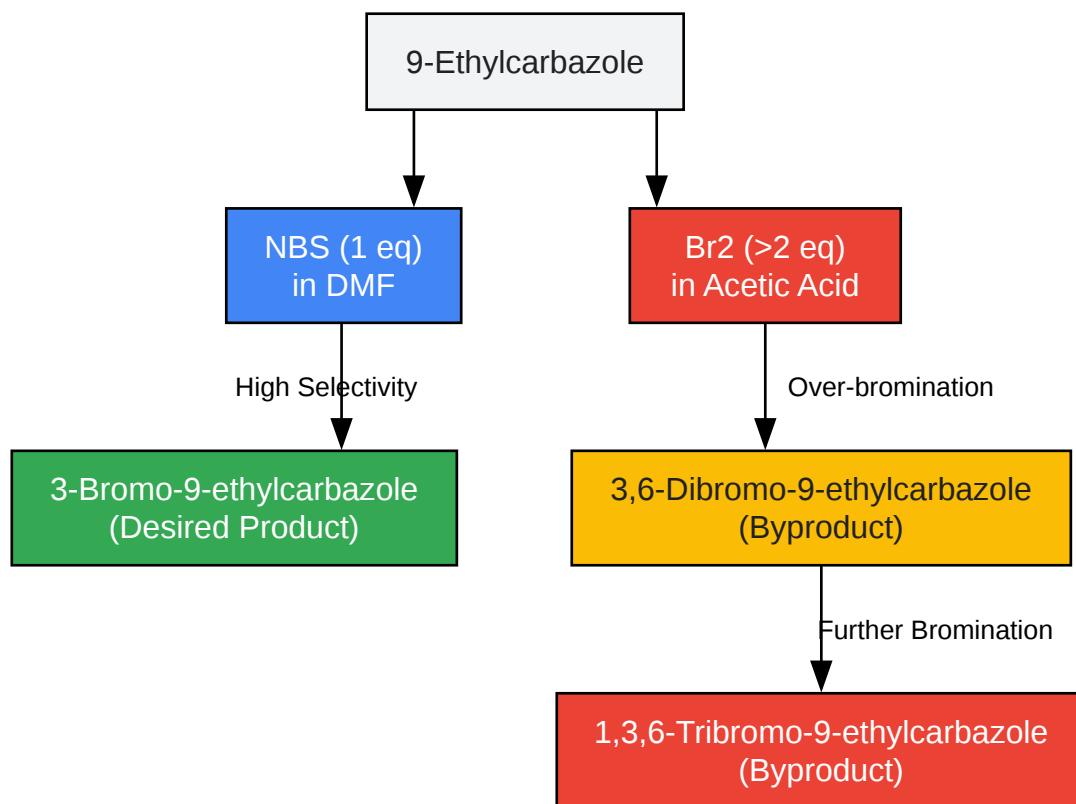 9-Ethylcarbazole
NBS (1 eq)
in DMF
Br2 (>2 eq)
in Acetic Acid
High Selectivity
Over-bromination
3-Bromo-9-ethylcarbazole
(Desired Product)
3,6-Dibromo-9-ethylcarbazole
(Byproduct)
Further Bromination
1,3,6-Tribromo-9-ethylcarbazole
(Byproduct)